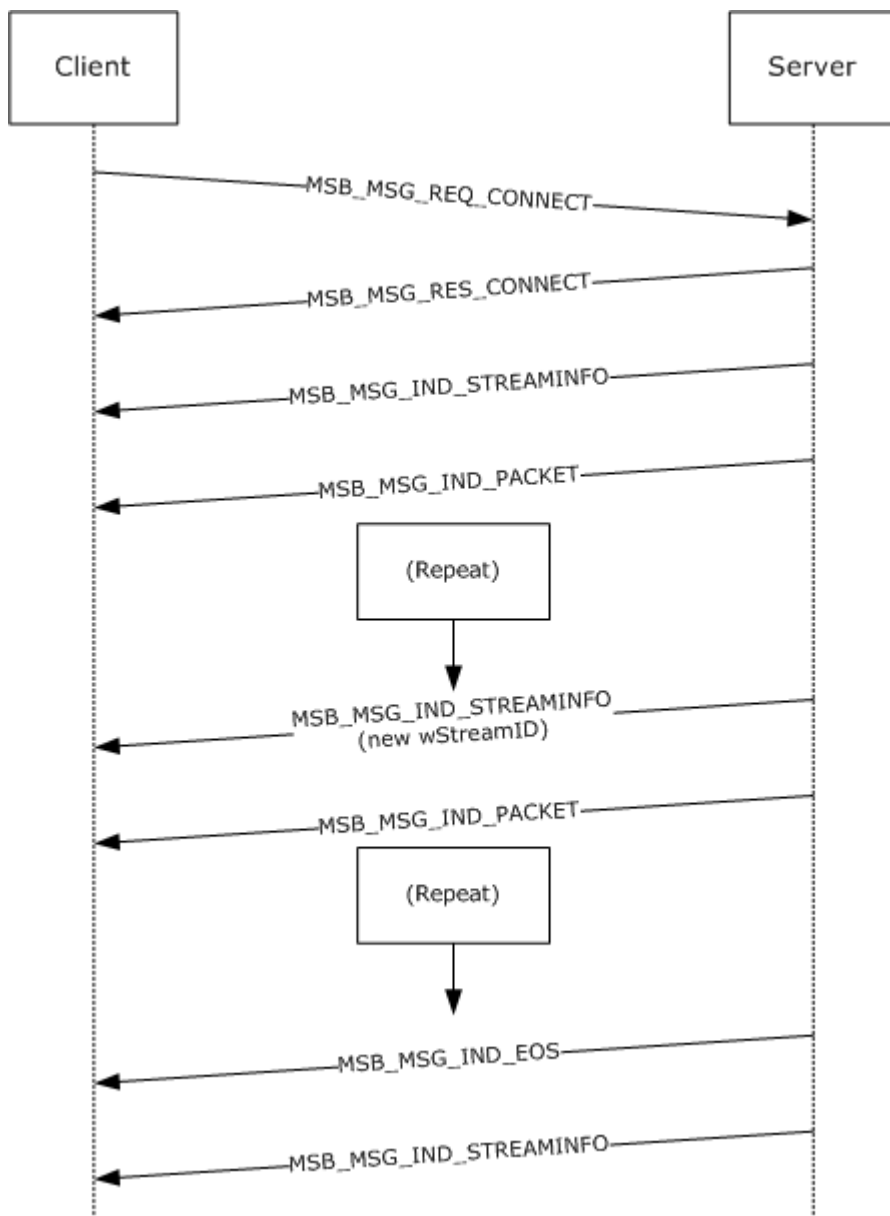 Client
Server
MSB_MSG_REQ_CONNECT
MSB_MSG_RES_CONNECT
MSB_MSG_IND_STREAMINFO
MSB_MSG_IND_PACKET
(Repeat)
MSB_MSG_IND_STREAMINFO
(new wStreamID)
MSB_MSG_IND_PACKET
(Repeat)
MSB_MSG_IND_EOS
MSB_MSG_IND_STREAMINFO